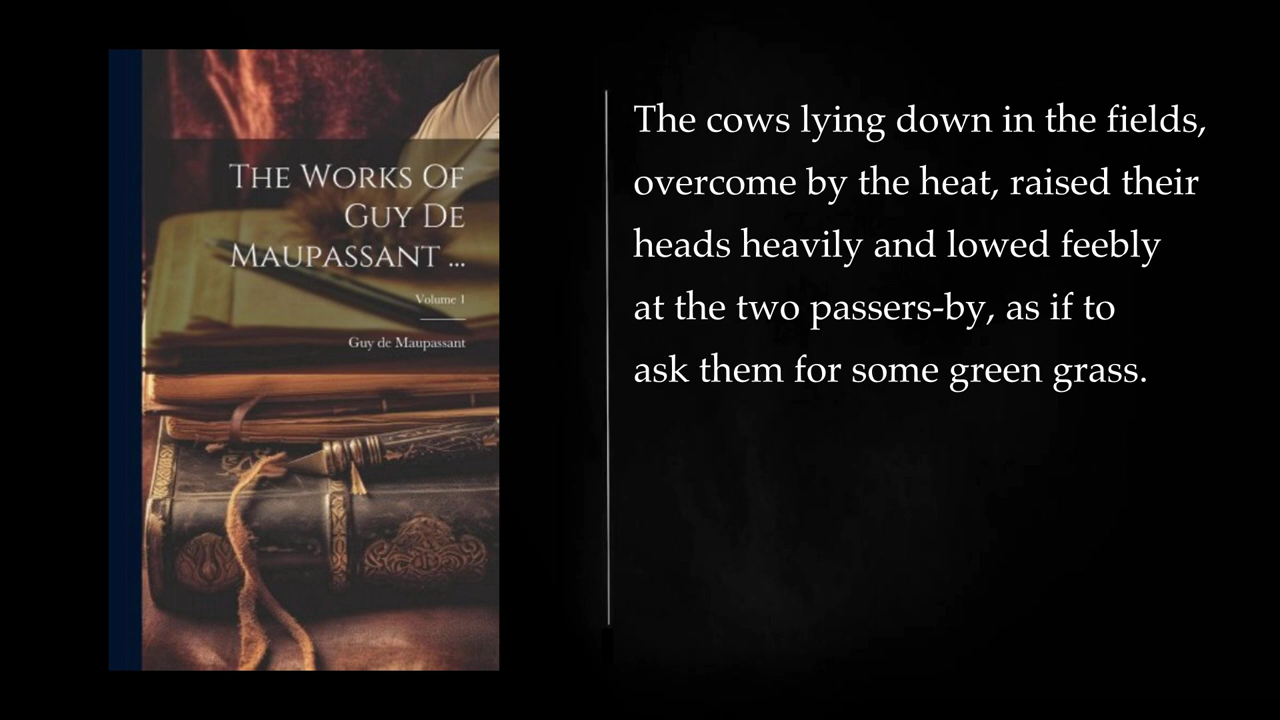 The Works Of
Guy De
Maupassant ...
Volume 1
Guy de Maupassant
The cows lying down in the fields,
overcome by the heat, raised their
heads heavily and lowed feebly
at the two passers-by, as if to
ask them for some green grass.